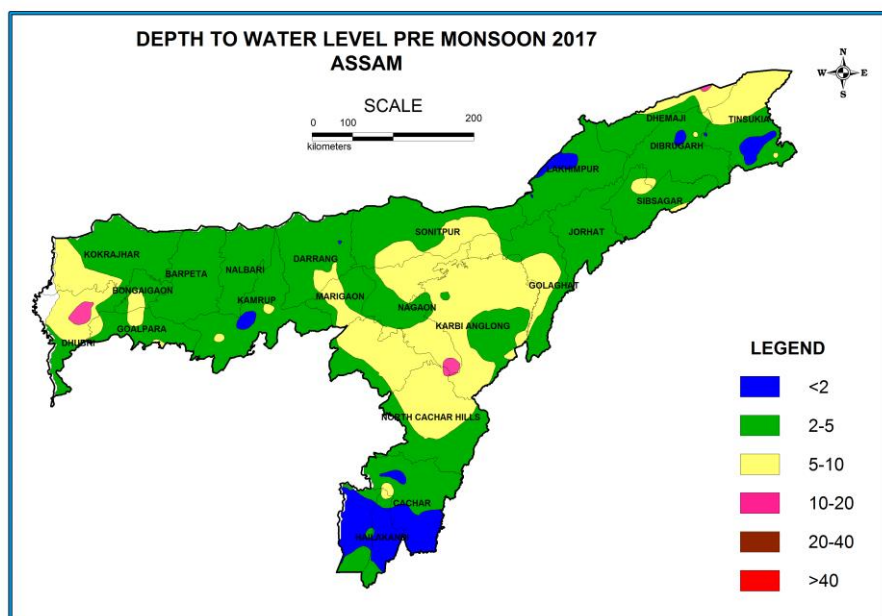 DEPTH TO WATER LEVEL PRE MONSOON 2017
ASSAM
N
W E
S
SCALE
0 100 200
kilometers
DHEMAJI
TINSUKIA
DIBRUGARH
LAKHIMPUR
SIBSAGAR
SONITPUR
JORHAT
KOKRAJHAR
DARRANG
NALBARI
BARPETA
GOLAGHAT
BONGAIGAON
MARIGAON
KAMRUP
NAGAON
GOALPARA
KARBI ANGLONG
DHUBRI
NORTH CACHAR HILLS
CACHAR
HAILAKANDI
LEGEND
<2
2-5
5-10
10-20
20-40
>40